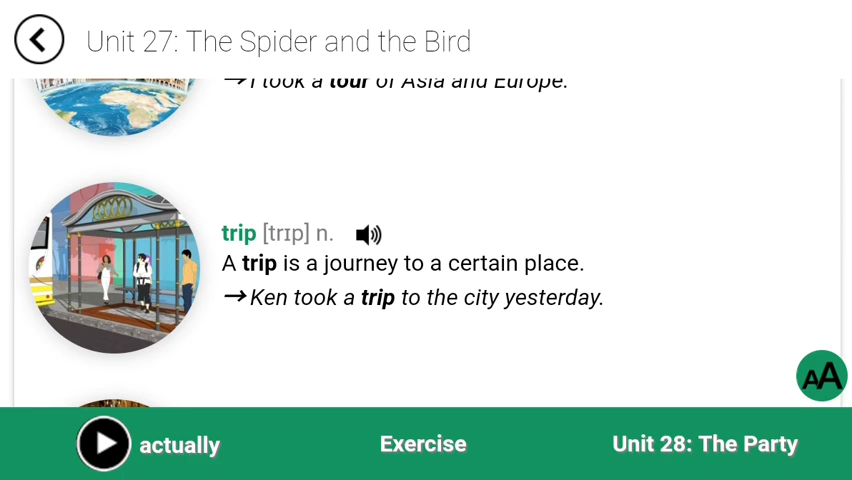 Unit 27: The Spider and the Bird
→ I took a tour of Asia and Europe.
trip [trɪp] n.
A trip is a journey to a certain place.
→ Ken took a trip to the city yesterday.
AA
actually
Exercise
Unit 28: The Party